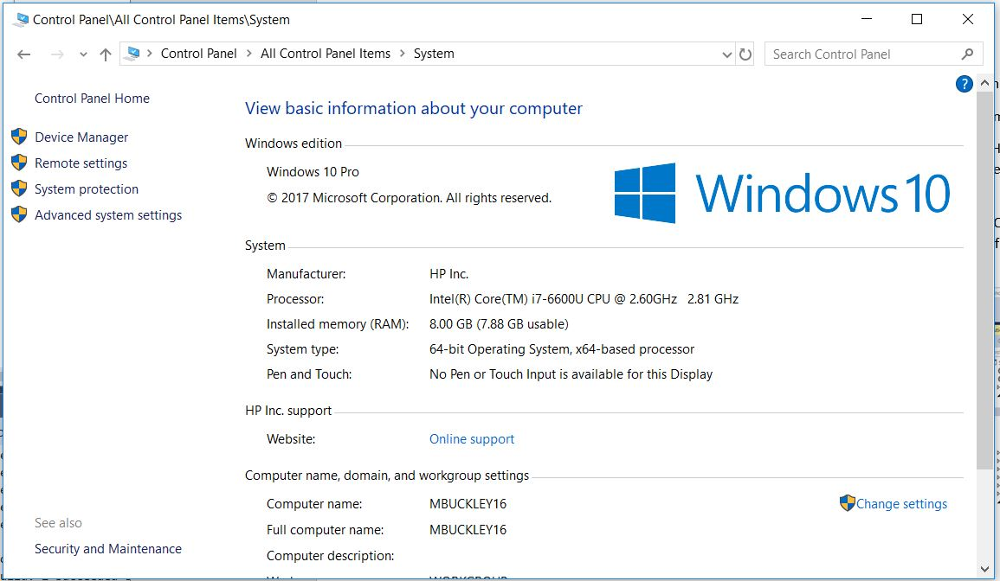 Control Panel\All Control Panel Items\System
Control Panel > All Control Panel Items > System
Search Control Panel
Control Panel Home
Device Manager
Remote settings
System protection
Advanced system settings
See also
Security and Maintenance
?
View basic information about your computer
Windows edition
Windows 10 Pro
© 2017 Microsoft Corporation. All rights reserved.
Windows 10
System
Manufacturer: HP Inc.
Processor: Intel(R) Core(TM) i7-6600U CPU @ 2.60GHz 2.81 GHz
Installed memory (RAM): 8.00 GB (7.88 GB usable)
System type: 64-bit Operating System, x64-based processor
Pen and Touch: No Pen or Touch Input is available for this Display
HP Inc. support
Website: Online support
Computer name, domain, and workgroup settings
Computer name: MBUCKLEY16 Change settings
Full computer name: MBUCKLEY16
Computer description: